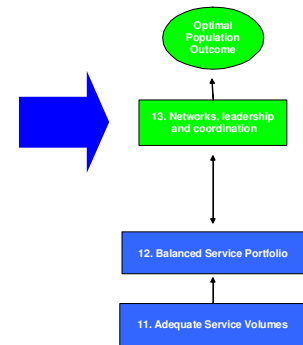 Optimal
Population
Outcome
13. Networks, leadership
and coordination
12. Balanced Service Portfolio
11. Adequate Service Volumes